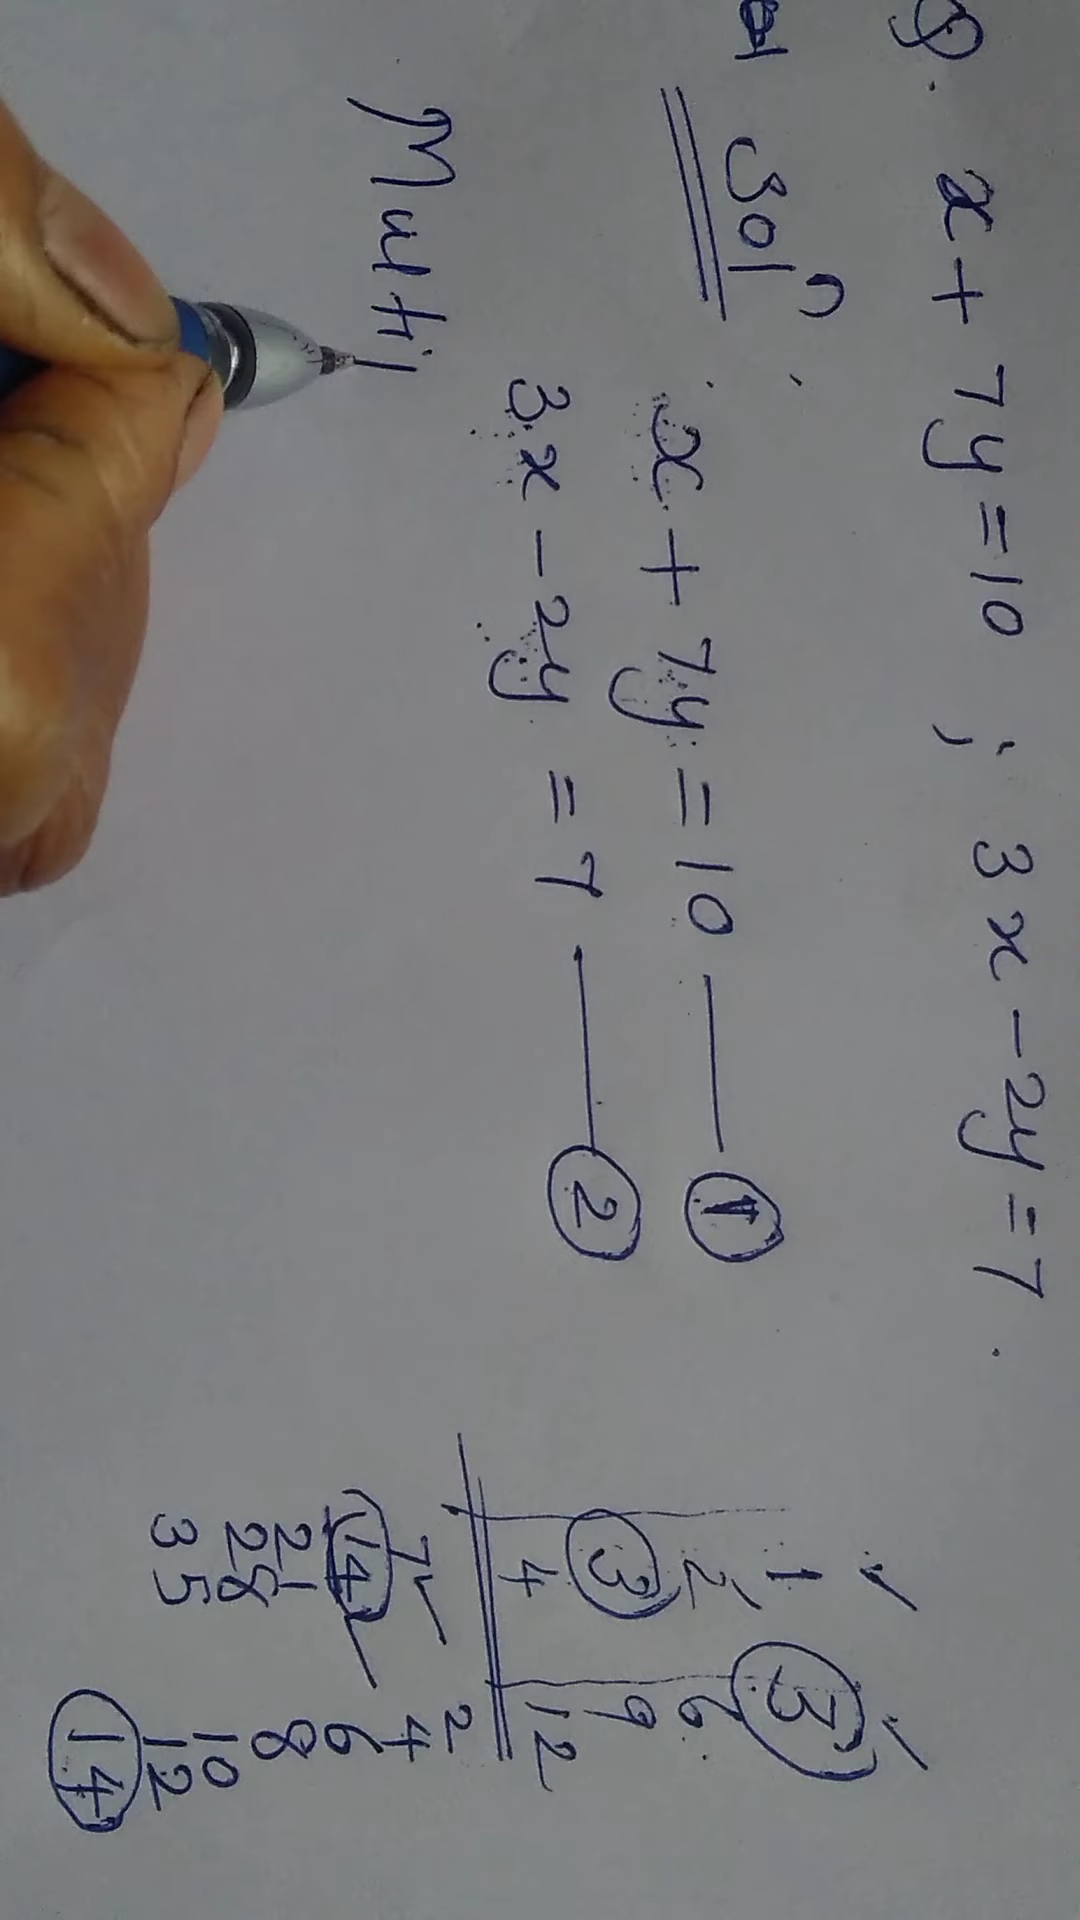 Q. x + 7y = 10 ; 3x - 2y = 7.
Solⁿ
x + 7y = 10 —— ①
3x - 2y = 7 —— ②
Multi
1 3
2 6
3 9
4 12
7 2
14 4
21 6
28 8
35 10
12
14